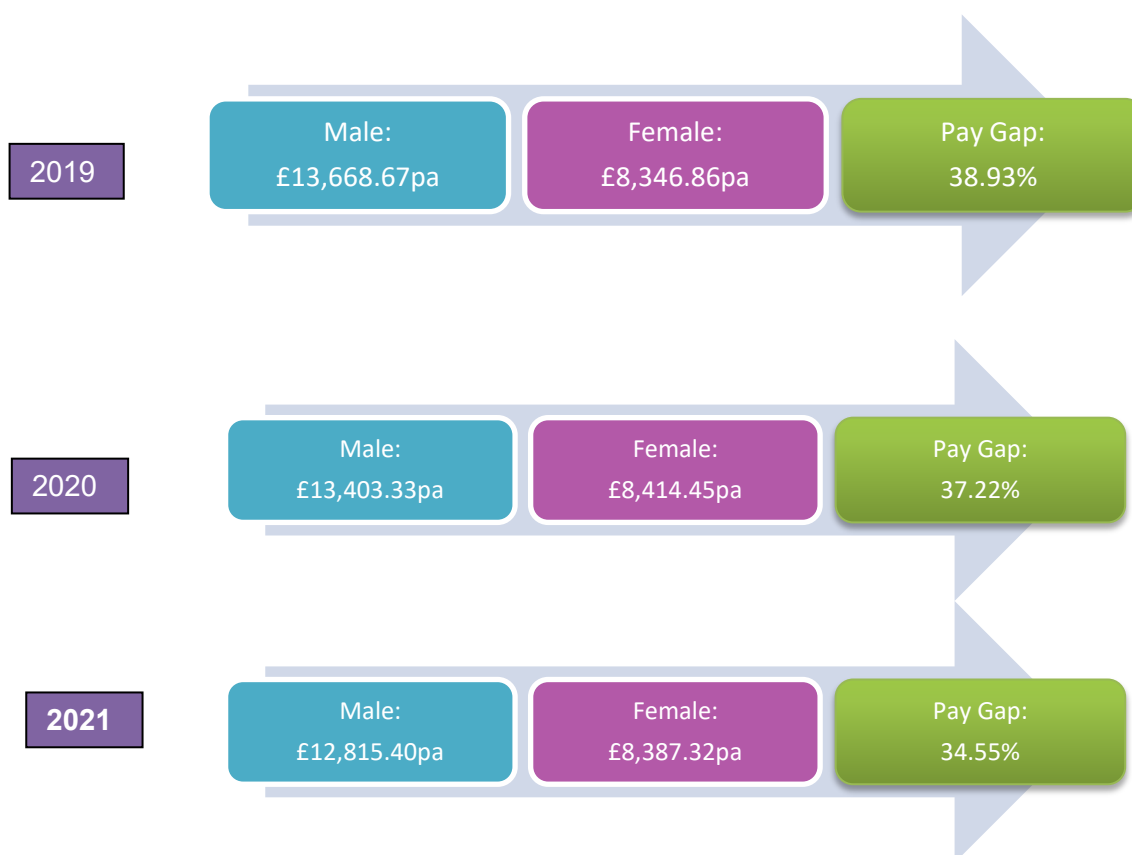 2019
Male:
£13,668.67pa
Female:
£8,346.86pa
Pay Gap:
38.93%
2020
Male:
£13,403.33pa
Female:
£8,414.45pa
Pay Gap:
37.22%
2021
Male:
£12,815.40pa
Female:
£8,387.32pa
Pay Gap:
34.55%